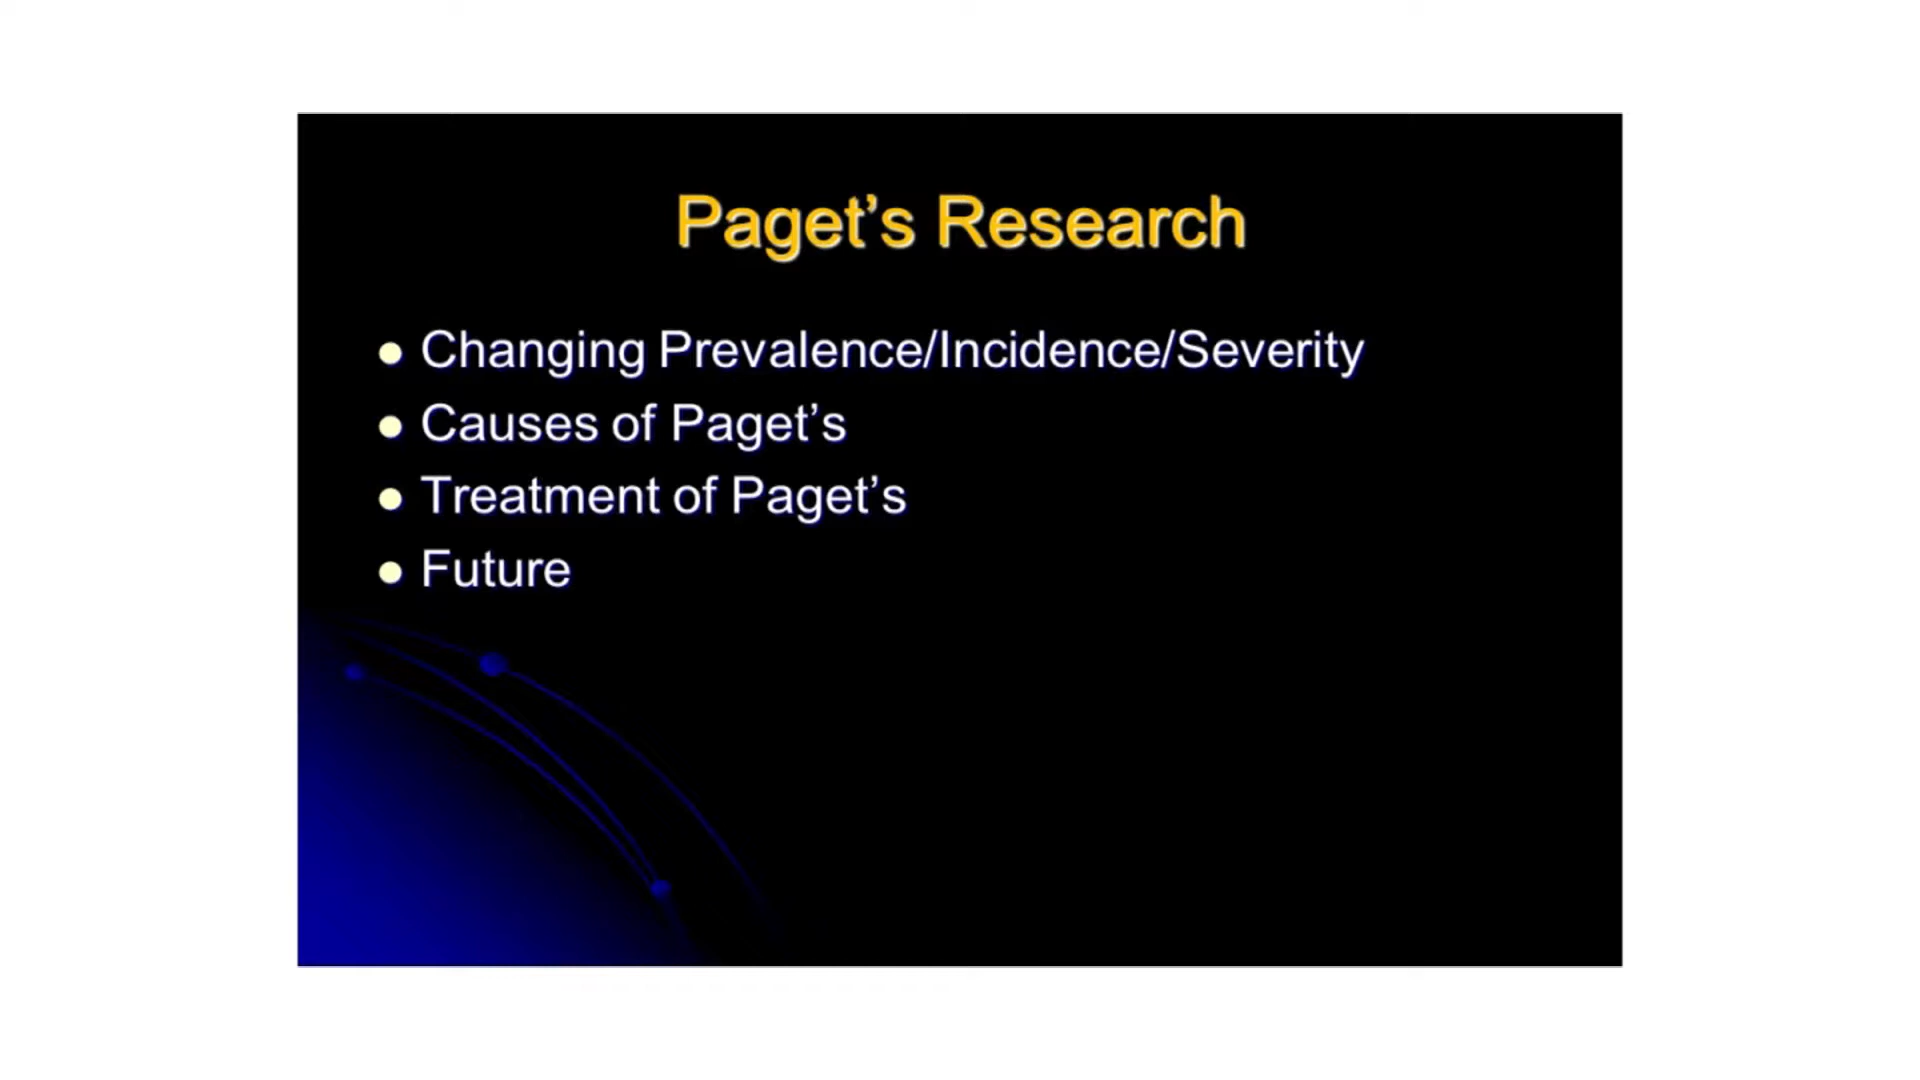 Paget’s Research
Changing Prevalence/Incidence/Severity
Causes of Paget’s
Treatment of Paget’s
Future